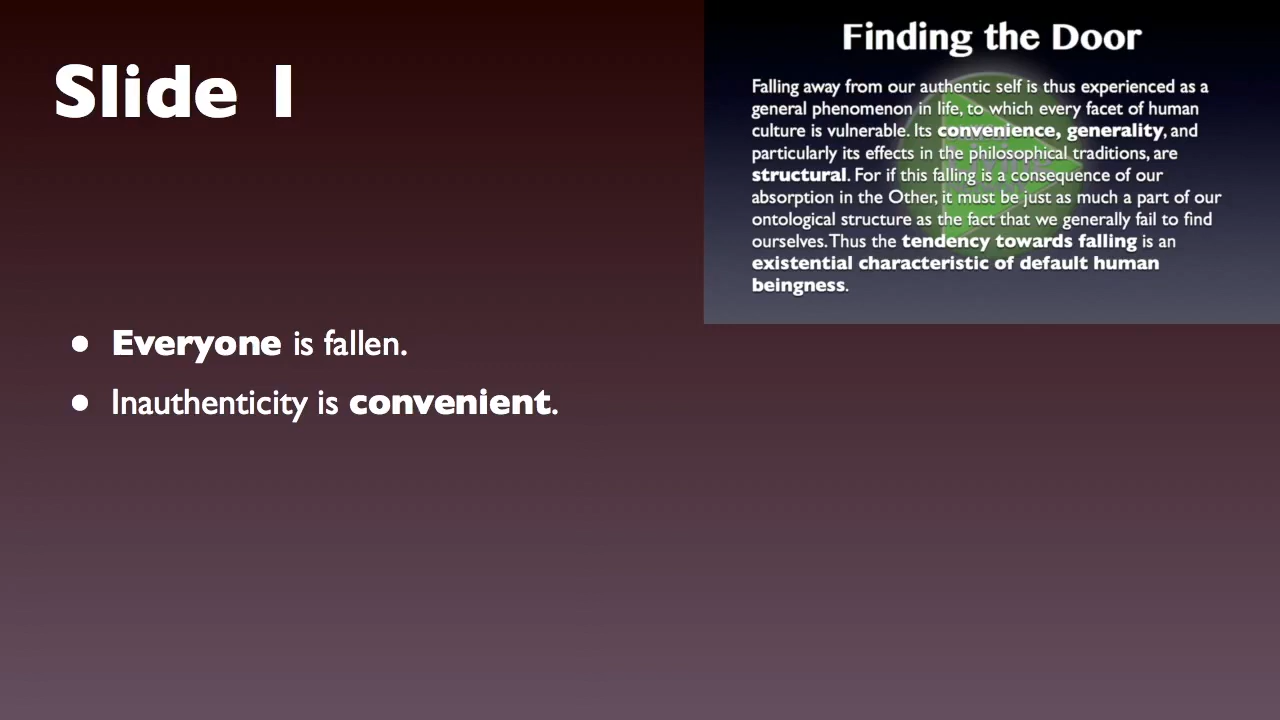 Slide 1
Finding the Door
Falling away from our authentic self is thus experienced as a
general phenomenon in life, to which every facet of human
culture is vulnerable. Its convenience, generality, and
particularly its effects in the philosophical traditions, are
structural. For if this falling is a consequence of our
absorption in the Other, it must be just as much a part of our
ontological structure as the fact that we generally fail to find
ourselves. Thus the tendency towards falling is an
existential characteristic of default human
beingness.
• Everyone is fallen.
• Inauthenticity is convenient.